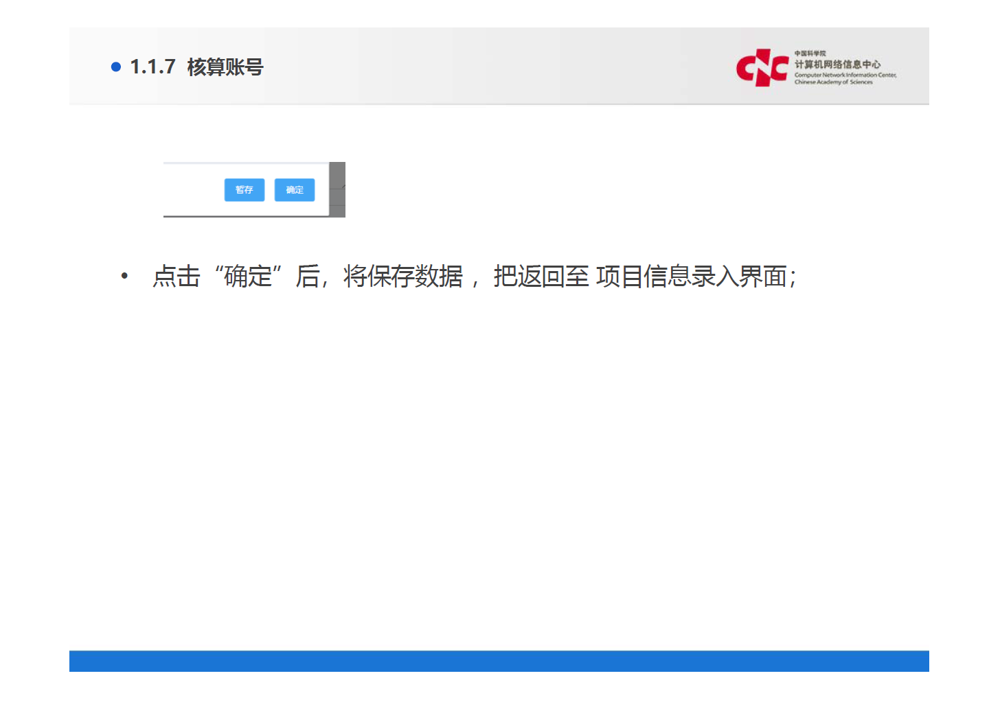 1.1.7 核算账号
中国科学院
计算机网络信息中心
Computer Network Information Center,
Chinese Academy of Sciences
暂存 确定
• 点击“确定”后，将保存数据 ，把返回至 项目信息录入界面；